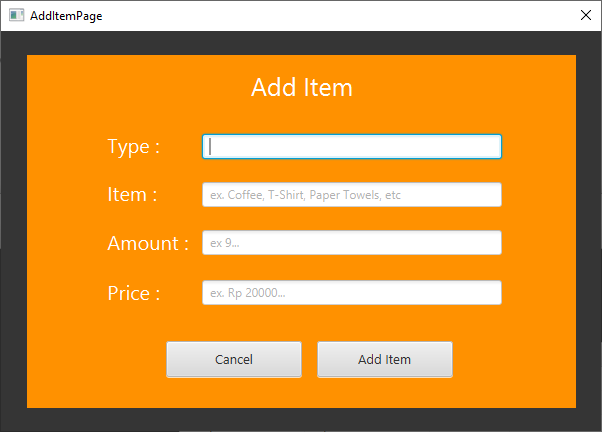 AddItemPage
Add Item
Type :
Item : ex. Coffee, T-Shirt, Paper Towels, etc
Amount : ex 9...
Price : ex. Rp 20000...
Cancel Add Item